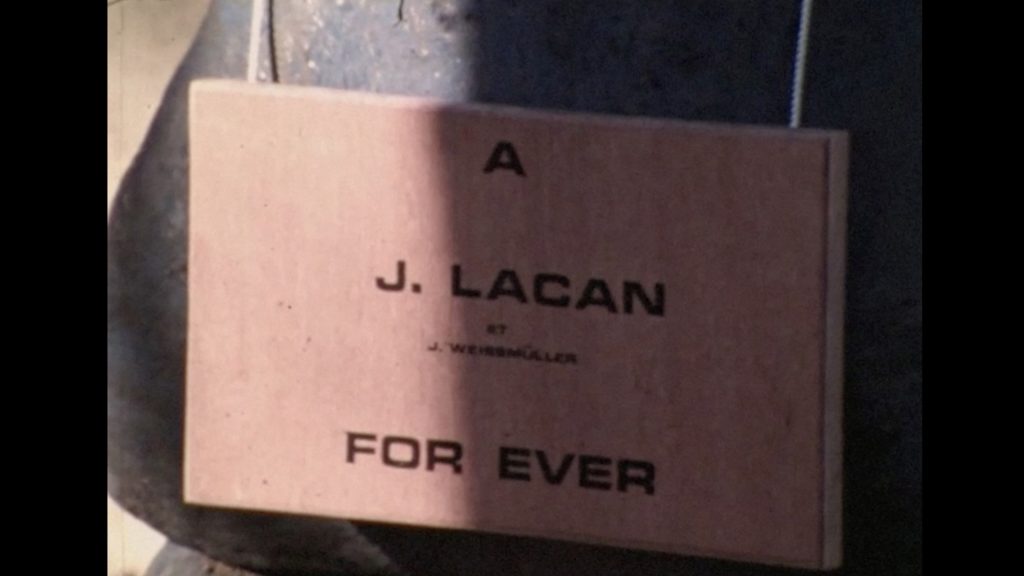 A
J. LACAN
ET
J. WEISSMÜLLER
FOR EVER